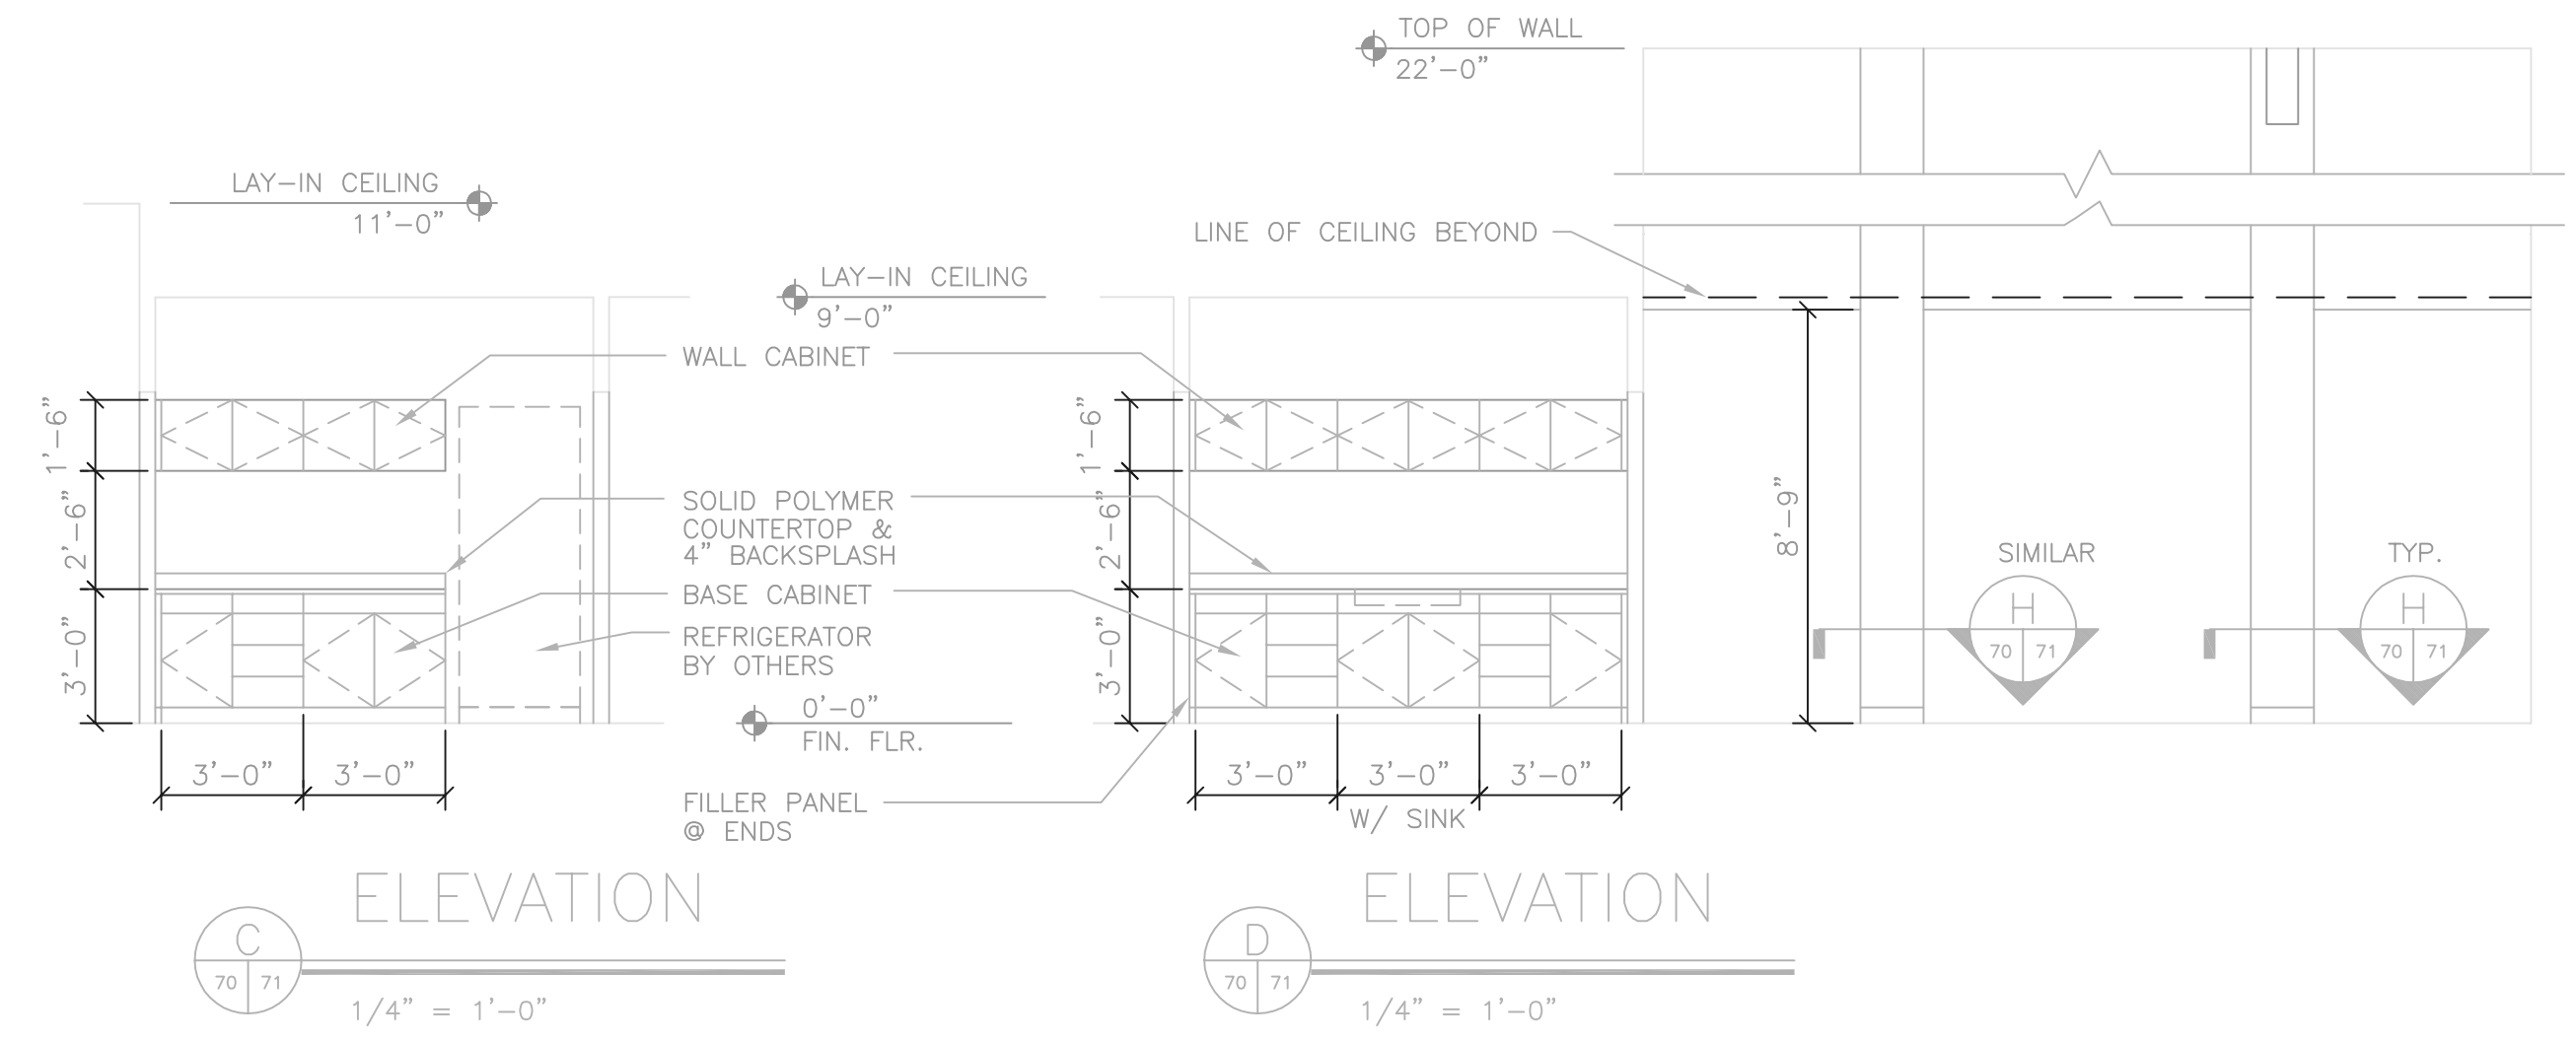 TOP OF WALL
22'-0"
LAY-IN CEILING
11'-0"
LINE OF CEILING BEYOND
LAY-IN CEILING
9'-0"
WALL CABINET
1'-6"
2'-6"
3'-0"
SOLID POLYMER
COUNTERTOP &
4" BACKSPLASH
BASE CABINET
REFRIGERATOR
BY OTHERS
0'-0"
FIN. FLR.
FILLER PANEL
@ ENDS
3'-0" 3'-0"
1'-6"
2'-6"
3'-0"
3'-0" 3'-0" 3'-0"
W/ SINK
8'-9"
SIMILAR
H
70 71
TYP.
H
70 71
ELEVATION
C
70 71
1/4" = 1'-0"
ELEVATION
D
70 71
1/4" = 1'-0"